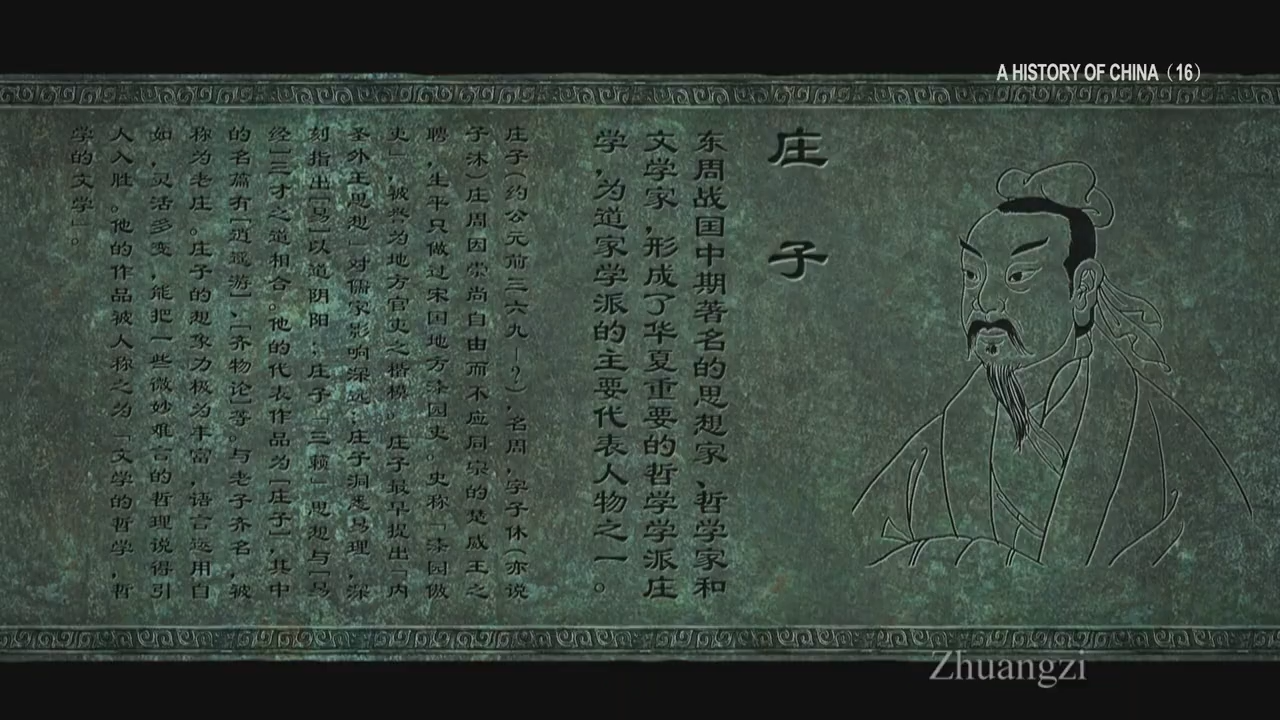 A HISTORY OF CHINA（16）
庄子
东周战国中期著名的思想家、哲学家和
文学家，形成了华夏重要的哲学学派庄
学，为道家学派的主要代表人物之一。
庄子（约公元前三六九—？），名周，字子休（亦说
子沐）庄周因崇尚自由而不应同宗的楚威王之
聘，生平只做过宋国地方漆园吏。史称「漆园傲
吏」，被誉为地方官吏之楷模。庄子最早提出「内
圣外王思想」对儒家影响深远，庄子洞悉易理，深
刻指出［易］以道阴阳；庄子「三籁」思想与［易
经］三才之道相合。他的代表作品为［庄子］，其中
的名篇有［逍遥游］、［齐物论］等。与老子齐名，被
称为老庄。庄子的想象力极为丰富，语言运用自
如，灵活多变，能把一些微妙难言的哲理说得引
人入胜。他的作品被人称之为「文学的哲学，哲
学的文学」。
Zhuangzi